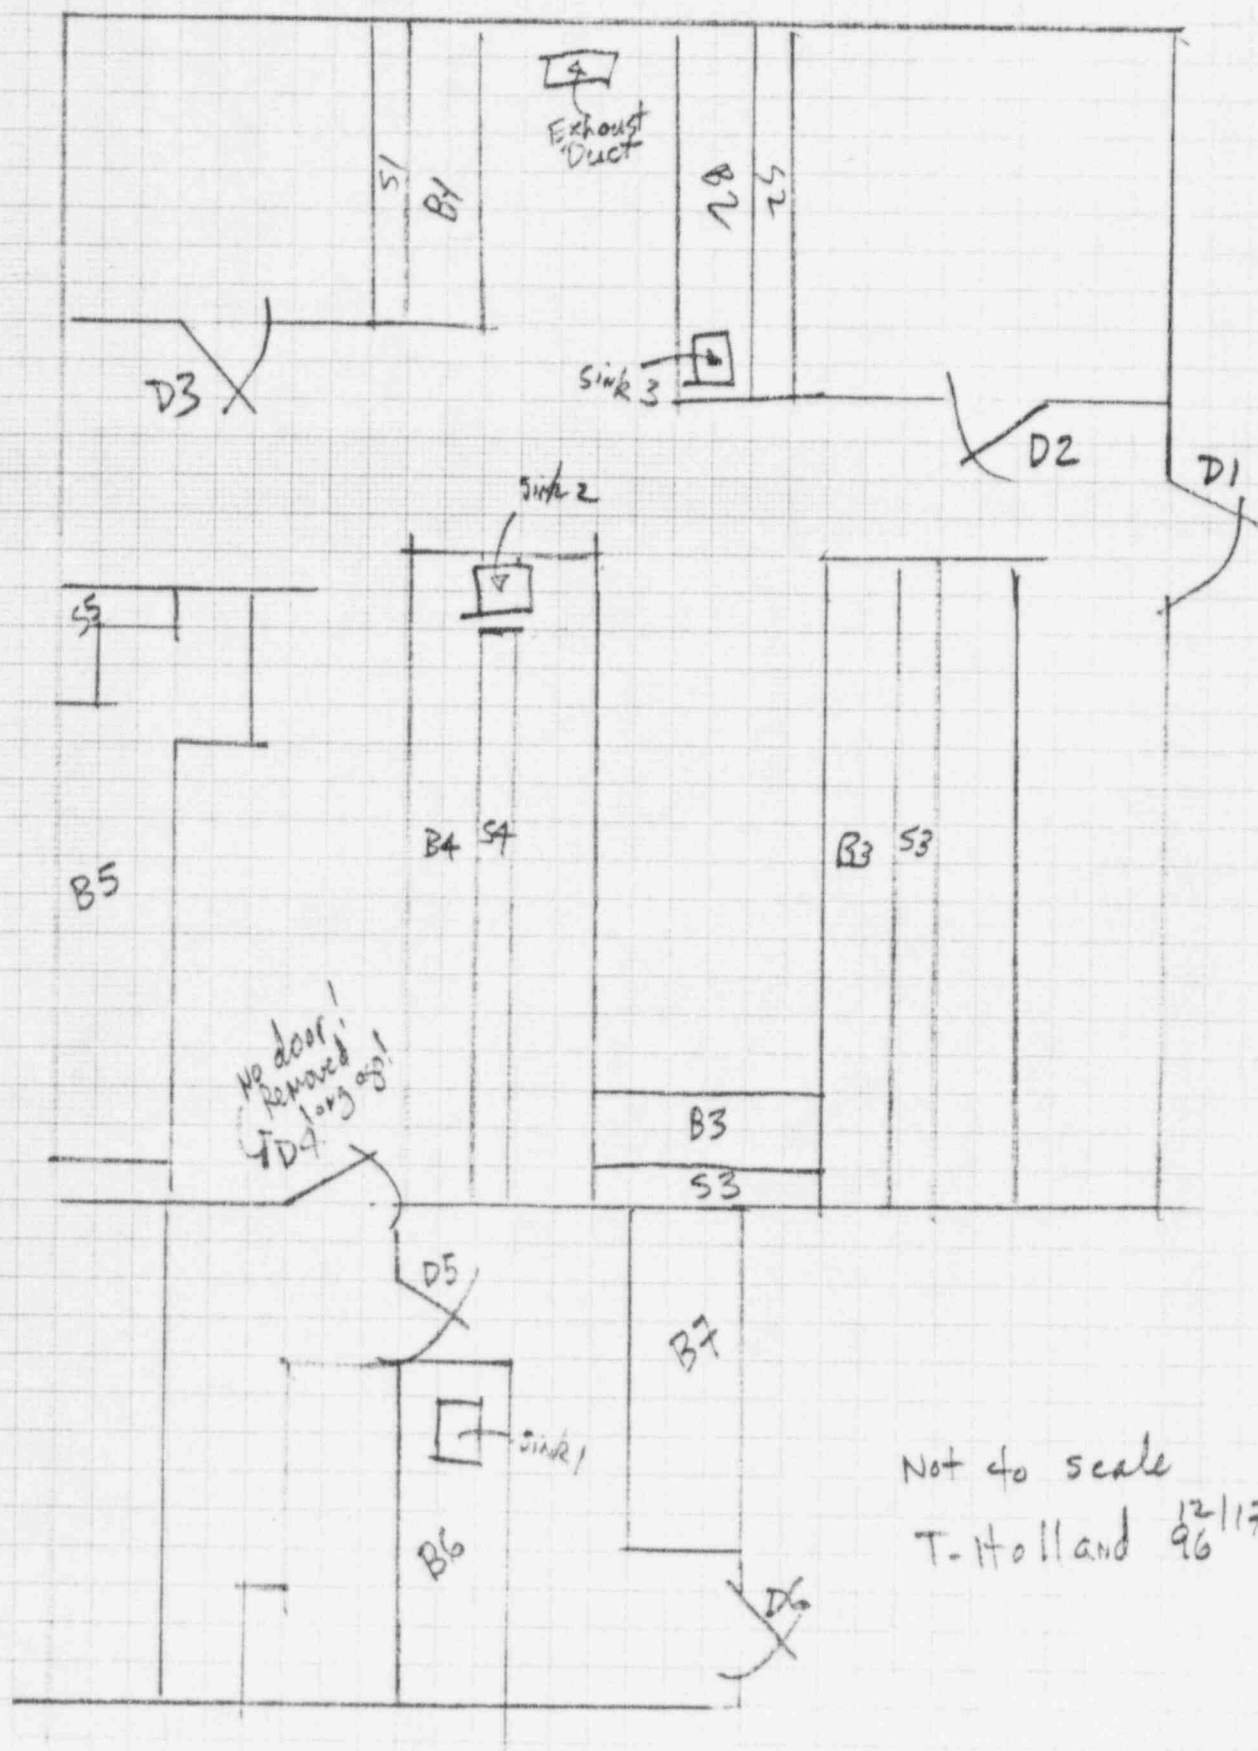 Exhaust
Duct
S1
B1
B2
S2
Sink 3
D3
D2
D1
Sink 2
S5
B4
S4
B3
S3
B5
No door!
Removed
long ago!
D4
B3
S3
D5
B7
Sink 1
B6
D6
Not to scale
T. Holland 12/17
96